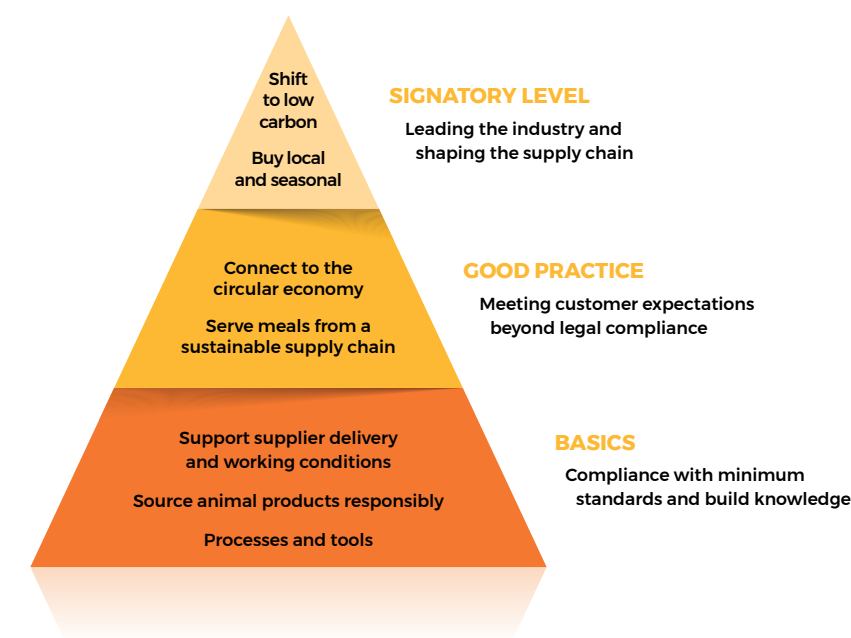 Shift
to low
carbon
Buy local
and seasonal
SIGNATORY LEVEL
Leading the industry and
shaping the supply chain
Connect to the
circular economy
Serve meals from a
sustainable supply chain
GOOD PRACTICE
Meeting customer expectations
beyond legal compliance
Support supplier delivery
and working conditions
Source animal products responsibly
Processes and tools
BASICS
Compliance with minimum
standards and build knowledge